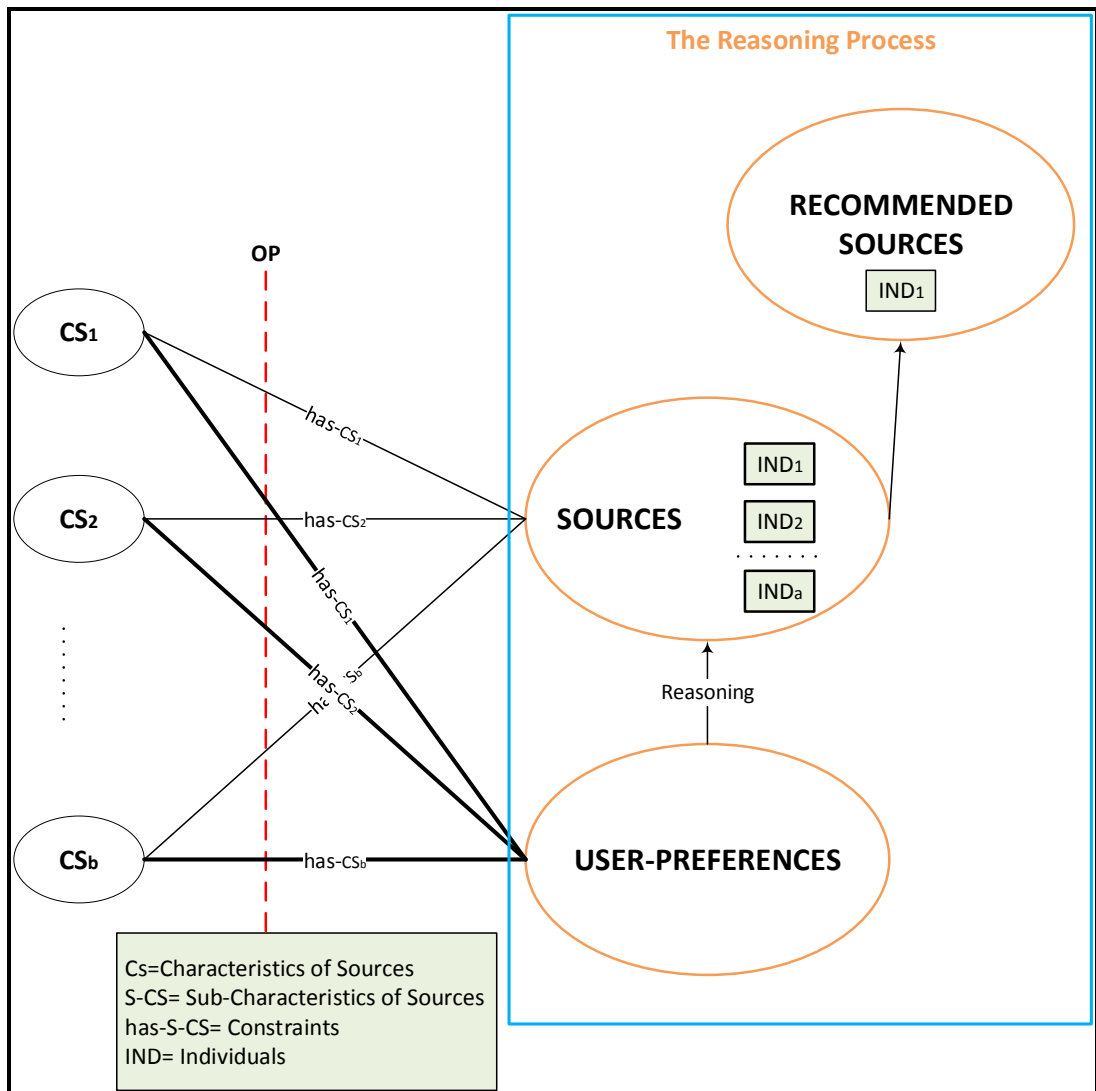 The Reasoning Process
RECOMMENDED
SOURCES
IND1
OP
CS1
has-CS1
IND1
CS2
has-CS2
SOURCES
IND2
. . . . . . .
INDa
has-CS1
has-CS2
Reasoning
CSb
has-CSb
USER-PREFERENCES
Cs=Characteristics of Sources
S-CS= Sub-Characteristics of Sources
has-S-CS= Constraints
IND= Individuals